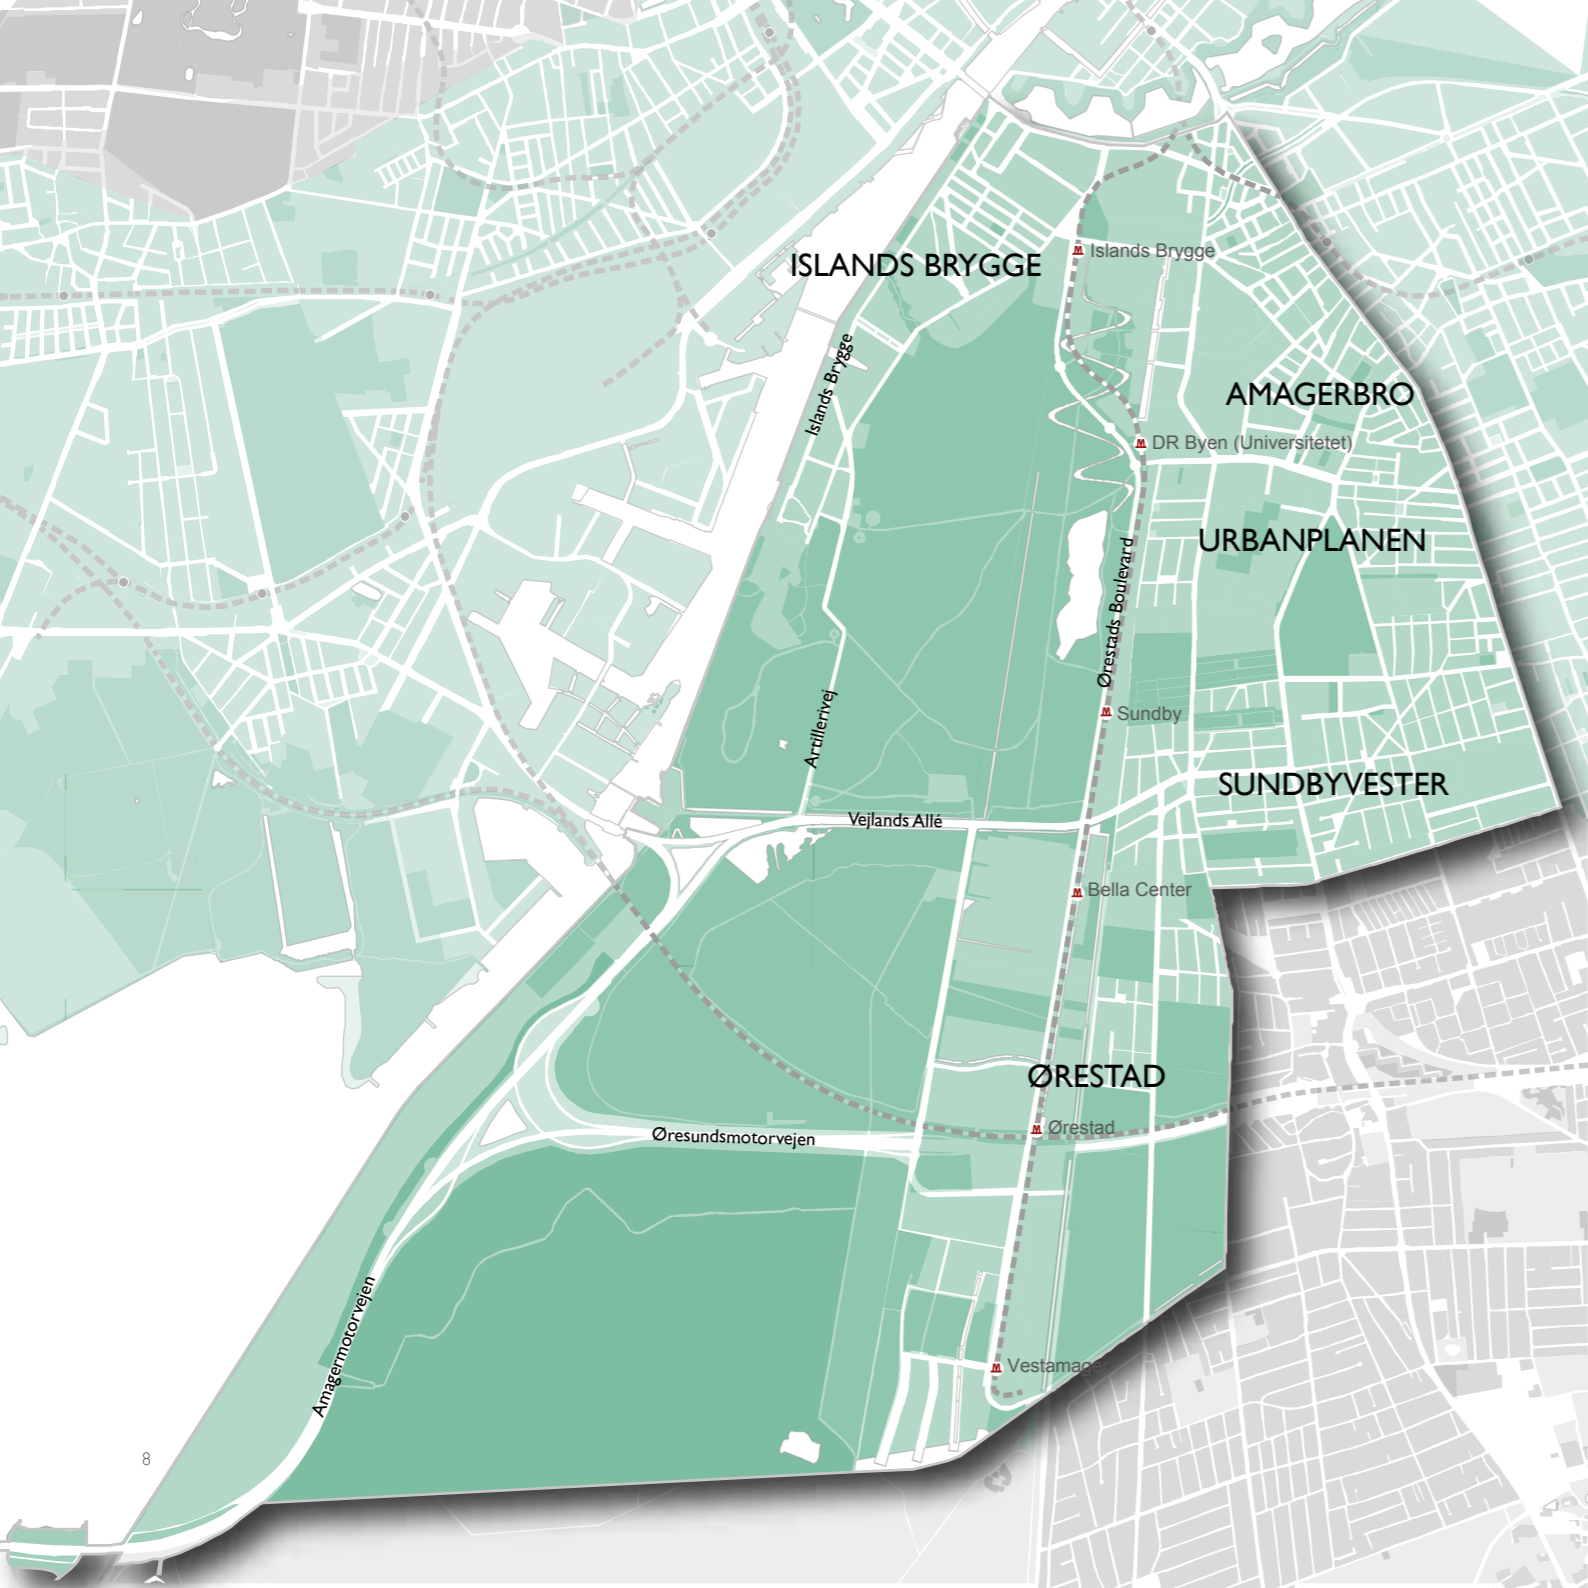 ISLANDS BRYGGE
Islands Brygge
Islands Brygge
AMAGERBRO
DR Byen (Universitetet)
URBANPLANEN
Ørestads Boulevard
Artillerivej
Sundby
SUNDBYVESTER
Vejlands Allé
Bella Center
ØRESTAD
Ørestad
Øresundsmotorvejen
Amagermotorvejen
Vestamager
8